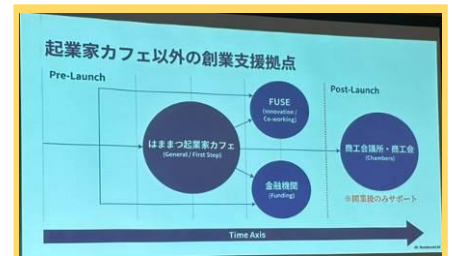 起業家カフェ以外の創業支援拠点
Pre-Launch
Post-Launch
FUSE
(Innovation /
Co-working)
はままつ起業家カフェ
(General / First Step)
商工会議所・商工会
(Chambers)
金融機関
(Funding)
※開業後のみサポート
Time Axis